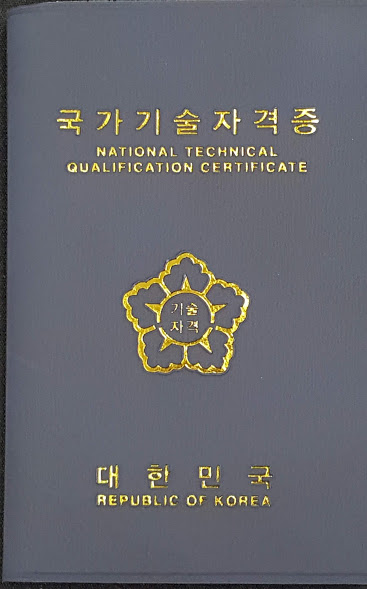 국가기술자격증
NATIONAL TECHNICAL
QUALIFICATION CERTIFICATE
기술
자격
대한민국
REPUBLIC OF KOREA